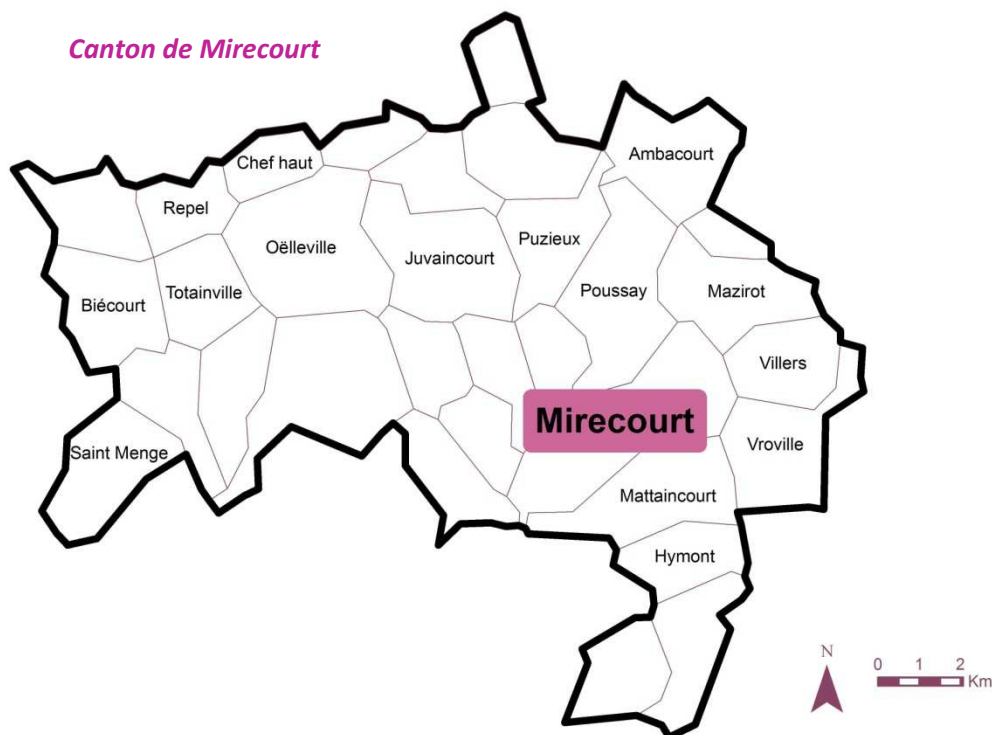 Canton de Mirecourt
Ambacourt
Chef haut
Repel
Puzieux
Oëlleville
Juvaincourt
Totainville
Poussay
Mazirot
Biécourt
Villers
Mirecourt
Vroville
Saint Menge
Mattaincourt
Hymont
N
0 1 2
Km